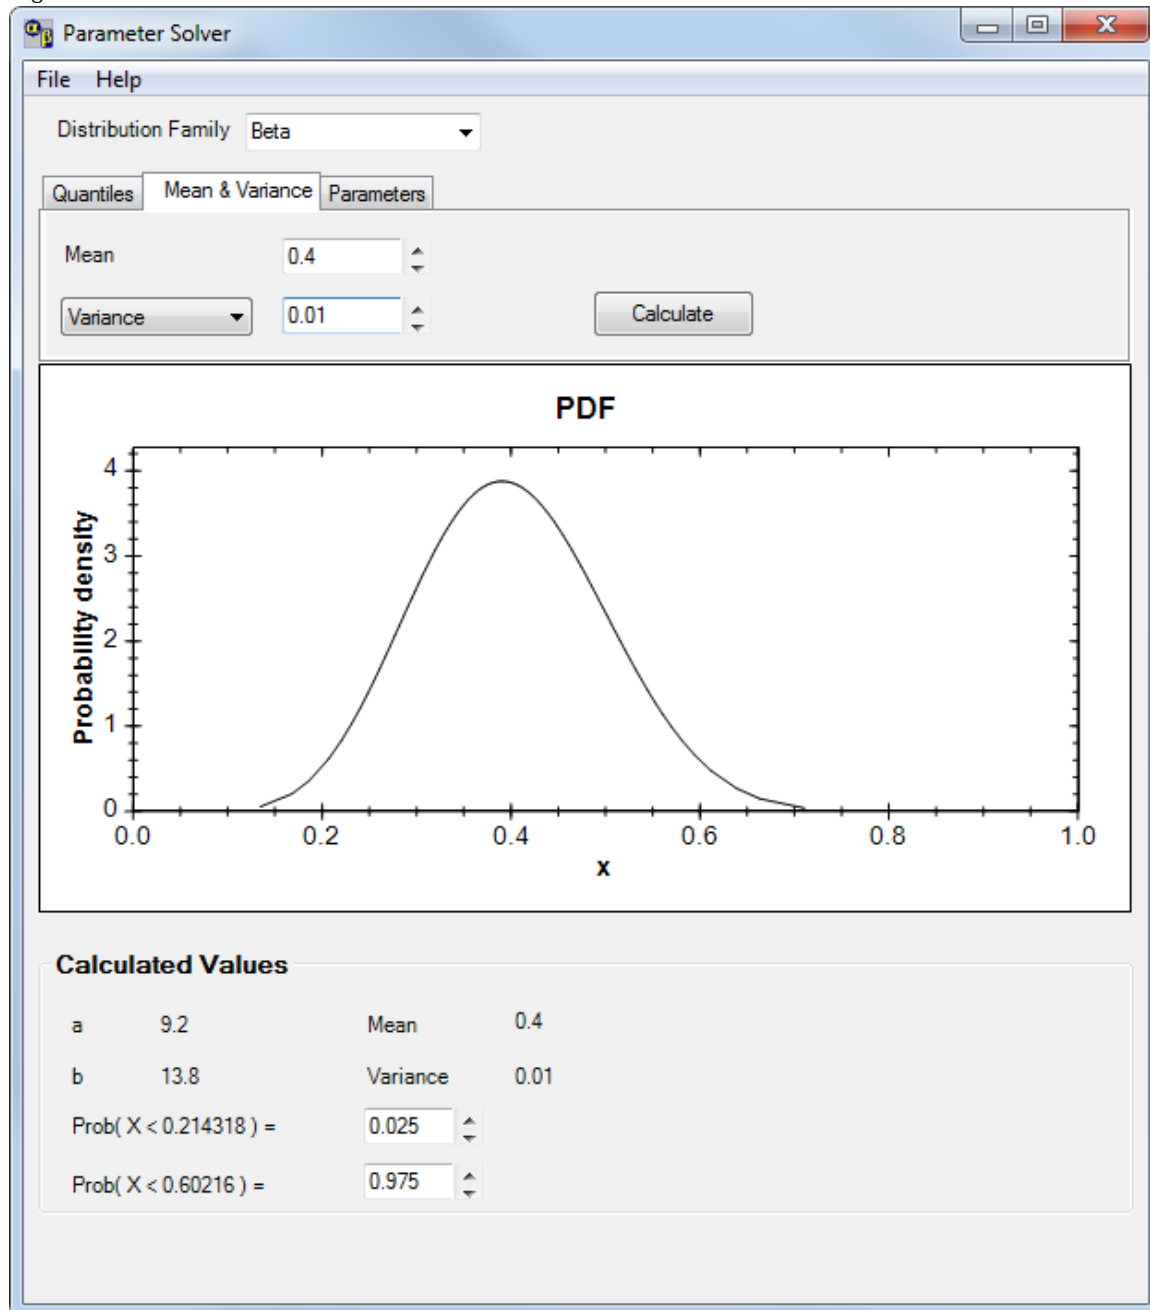 Parameter Solver
File Help
Distribution Family Beta
Quantiles Mean & Variance Parameters
Mean 0.4
Variance 0.01 Calculate
PDF
Probability density
4
3
2
1
0
0.0 0.2 0.4 0.6 0.8 1.0
x
Calculated Values
a 9.2 Mean 0.4
b 13.8 Variance 0.01
Prob( X < 0.214318 ) = 0.025
Prob( X < 0.60216 ) = 0.975